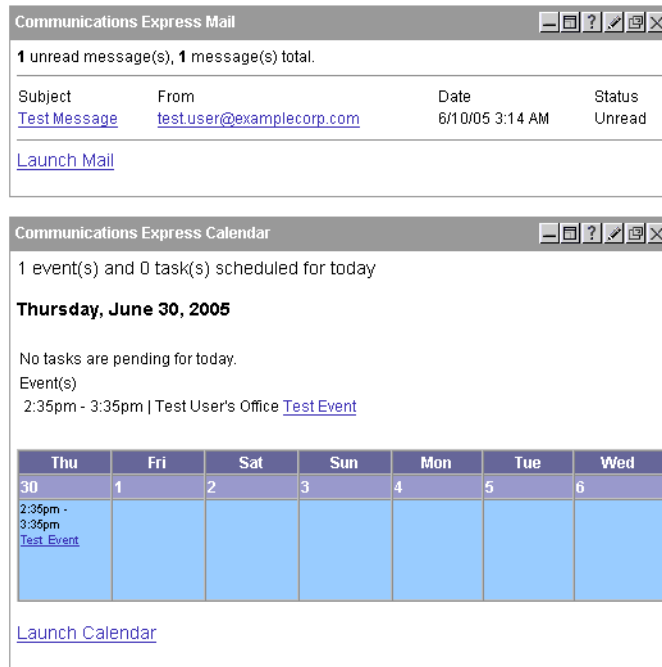 Communications Express Mail
1 unread message(s), 1 message(s) total.
Subject From Date Status
Test Message test.user@examplecorp.com 6/10/05 3:14 AM Unread
Launch Mail
Communications Express Calendar
1 event(s) and 0 task(s) scheduled for today
Thursday, June 30, 2005
No tasks are pending for today.
Event(s)
2:35pm - 3:35pm | Test User's Office Test Event
Thu Fri Sat Sun Mon Tue Wed
30 1 2 3 4 5 6
2:35pm -
3:35pm
Test Event
Launch Calendar